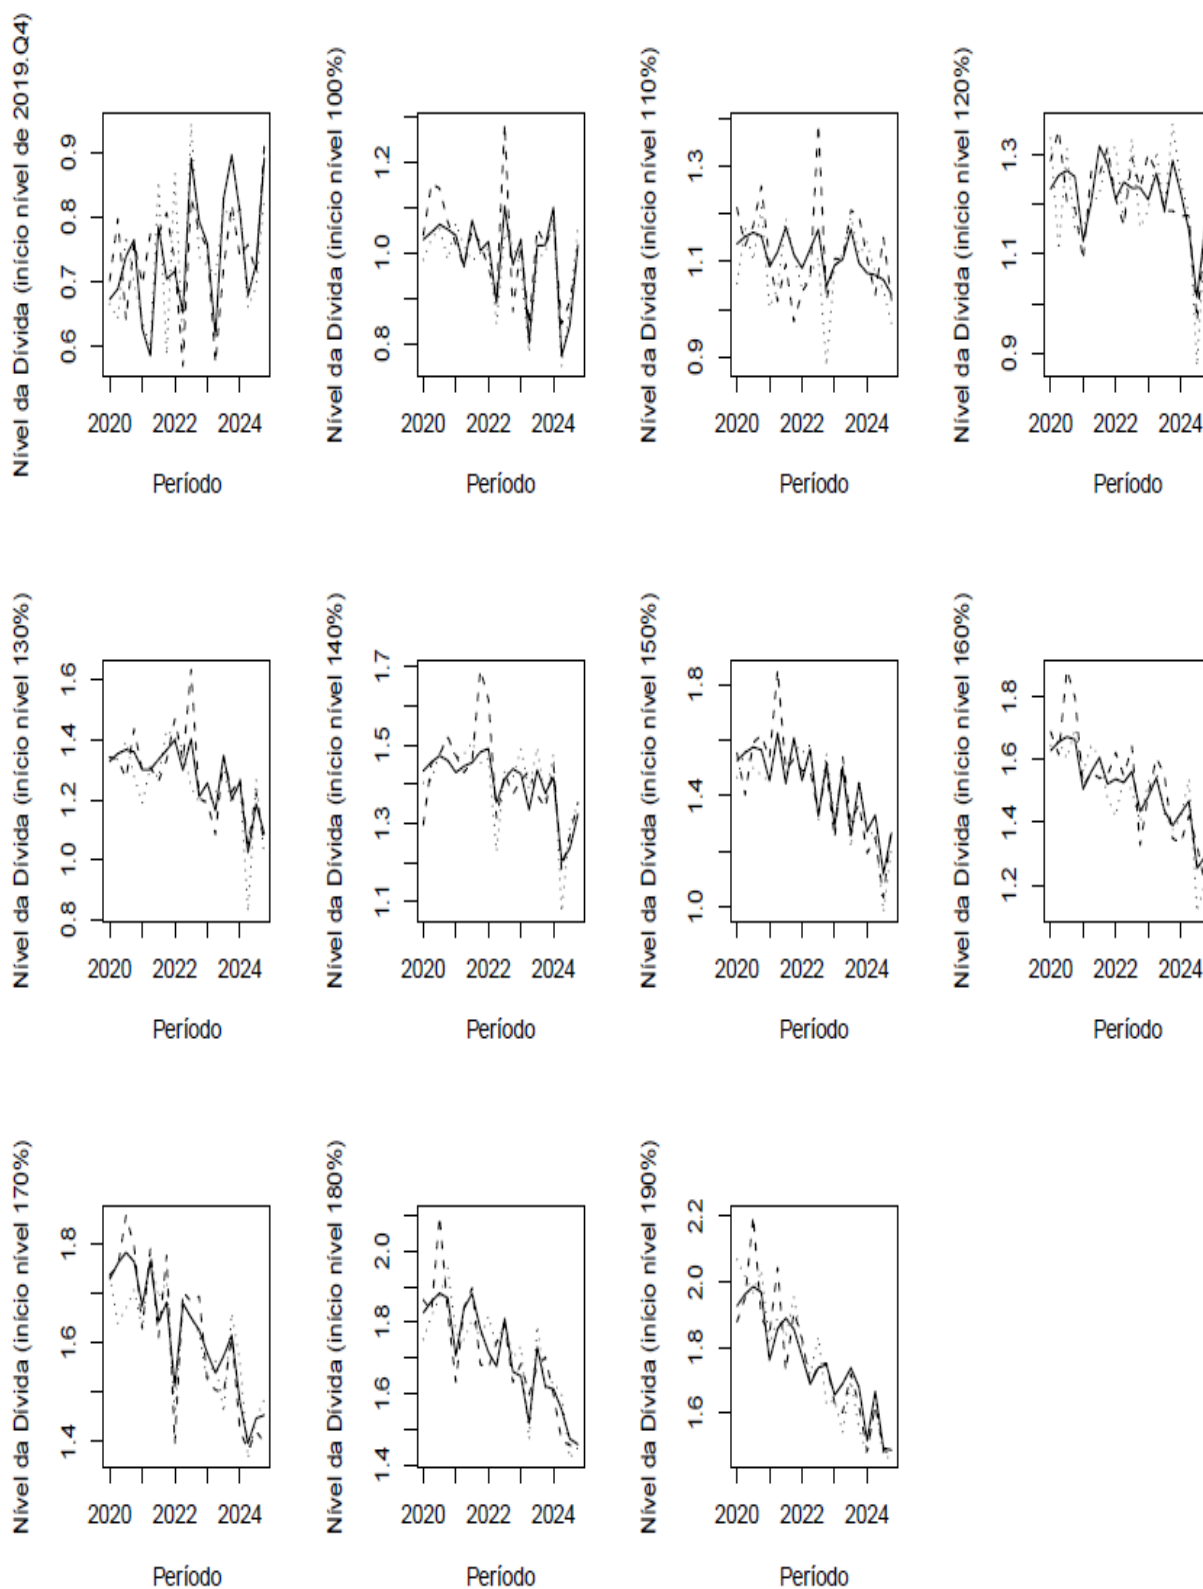 Nível da Dívida (início nível de 2019.Q4)
0.9
0.8
0.7
0.6
2020 2022 2024
Período
Nível da Dívida (início nível 100%)
1.2
1.0
0.8
2020 2022 2024
Período
Nível da Dívida (início nível 110%)
1.3
1.1
0.9
2020 2022 2024
Período
Nível da Dívida (início nível 120%)
1.3
1.1
0.9
2020 2022 2024
Período
Nível da Dívida (início nível 130%)
1.6
1.4
1.2
1.0
0.8
2020 2022 2024
Período
Nível da Dívida (início nível 140%)
1.7
1.5
1.3
1.1
2020 2022 2024
Período
Nível da Dívida (início nível 150%)
1.8
1.4
1.0
2020 2022 2024
Período
Nível da Dívida (início nível 160%)
1.8
1.6
1.4
1.2
2020 2022 2024
Período
Nível da Dívida (início nível 170%)
1.8
1.6
1.4
2020 2022 2024
Período
Nível da Dívida (início nível 180%)
2.0
1.8
1.6
1.4
2020 2022 2024
Período
Nível da Dívida (início nível 190%)
2.2
2.0
1.8
1.6
2020 2022 2024
Período